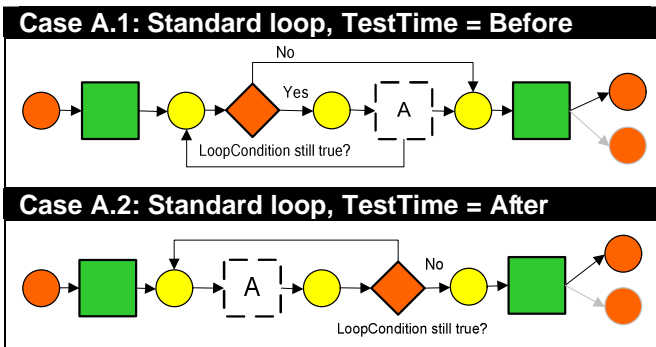 Case A.1: Standard loop, TestTime = Before
No
Yes
A
LoopCondition still true?
Case A.2: Standard loop, TestTime = After
A
No
LoopCondition still true?